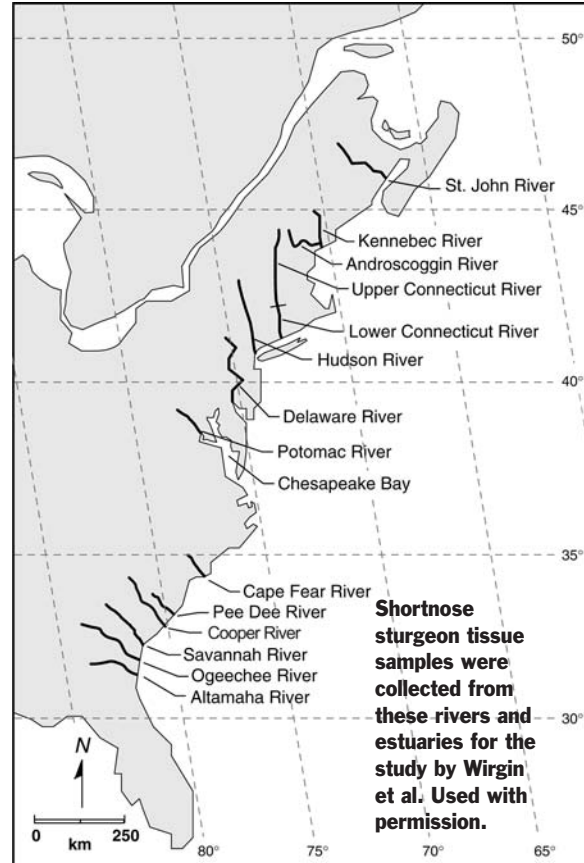 50°
St. John River
45°
Kennebec River
Androscoggin River
Upper Connecticut River
Lower Connecticut River
Hudson River
40°
Delaware River
Potomac River
Chesapeake Bay
35°
Cape Fear River
Pee Dee River
Cooper River
Savannah River
Ogeechee River
Altamaha River
Shortnose
sturgeon tissue
samples were
collected from
these rivers and
estuaries for the
study by Wirgin
et al. Used with
permission.
30°
N
0 250
km
80° 75° 70° 65°